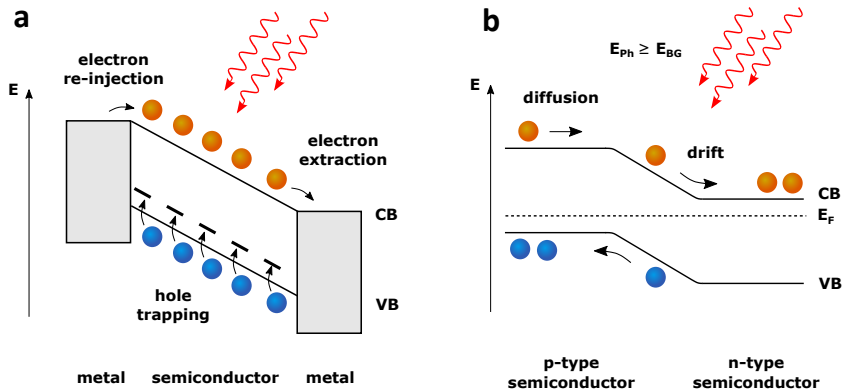 a
electron
re-injection
E
electron
extraction
CB
hole
trapping
VB
metal
semiconductor
metal
b
E_Ph ≥ E_BG
E
diffusion
drift
CB
E_F
VB
p-type
semiconductor
n-type
semiconductor